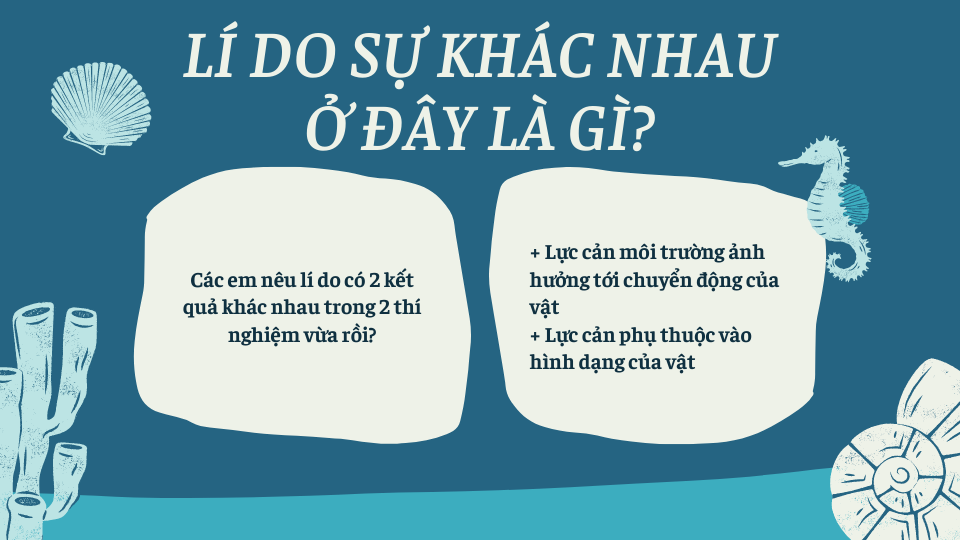 LÍ DO SỰ KHÁC NHAU
Ở ĐÂY LÀ GÌ?
Các em nêu lí do có 2 kết
quả khác nhau trong 2 thí
nghiệm vừa rồi?
+ Lực cản môi trường ảnh
hưởng tới chuyển động của
vật
+ Lực cản phụ thuộc vào
hình dạng của vật